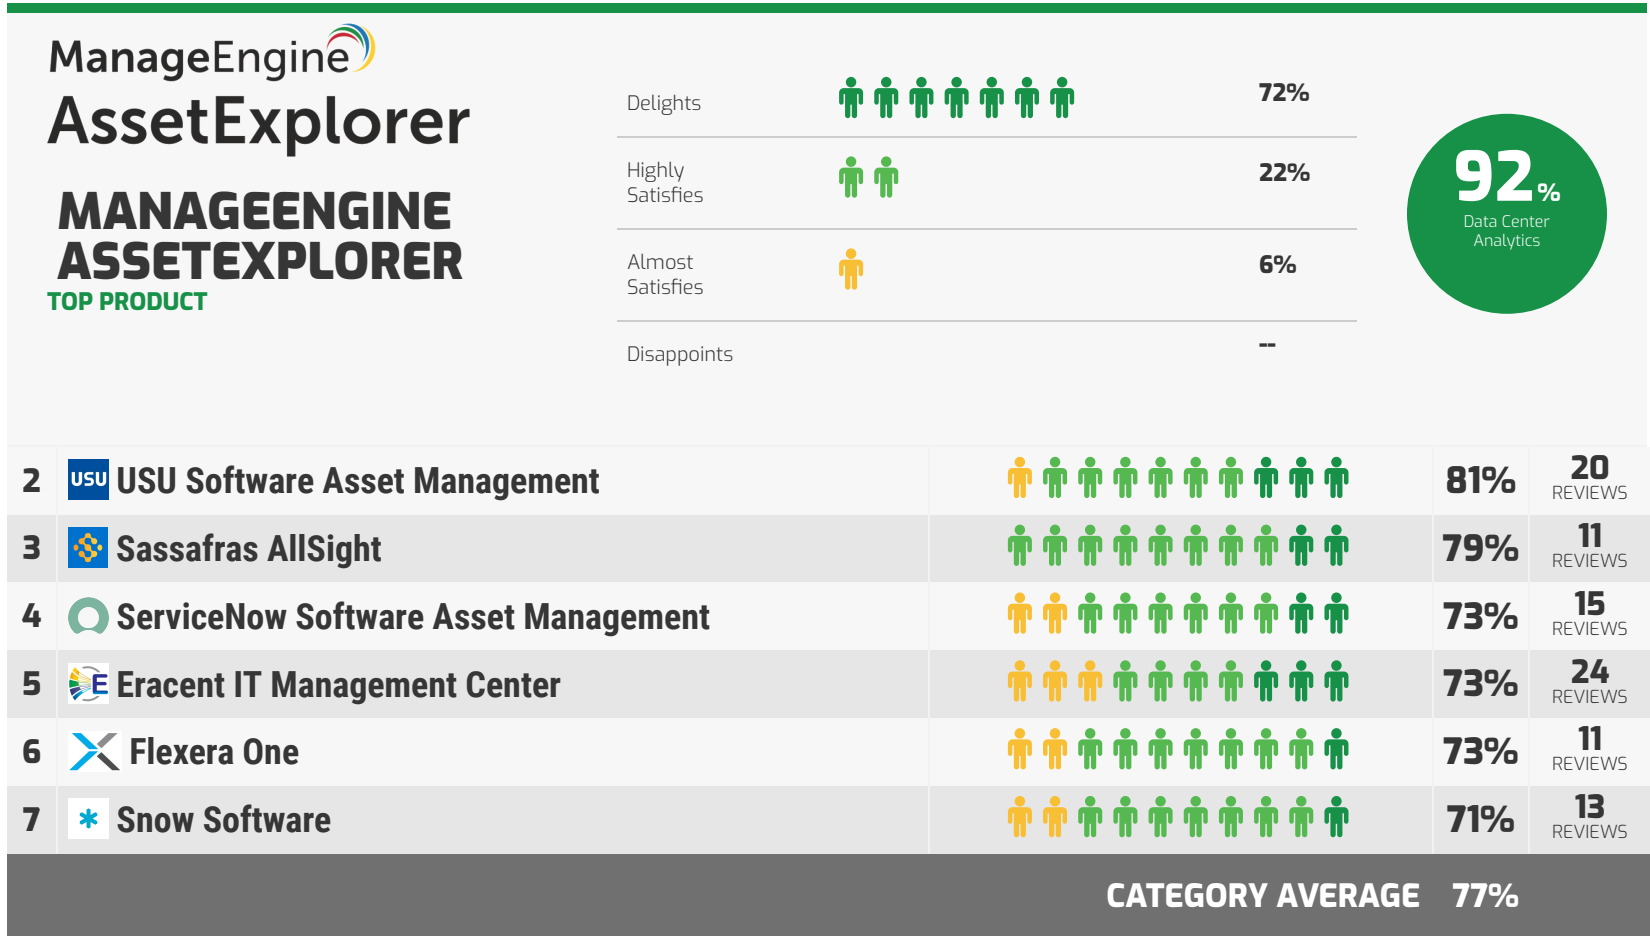 ManageEngine
AssetExplorer
MANAGEENGINE
ASSETEXPLORER
TOP PRODUCT
Delights 72%
Highly
Satisfies 22%
Almost
Satisfies 6%
Disappoints --
92%
Data Center
Analytics
2 USU USU Software Asset Management 81% 20
REVIEWS
3 Sassafras AllSight 79% 11
REVIEWS
4 ServiceNow Software Asset Management 73% 15
REVIEWS
5 E Eracent IT Management Center 73% 24
REVIEWS
6 Flexera One 73% 11
REVIEWS
7 Snow Software 71% 13
REVIEWS
CATEGORY AVERAGE 77%